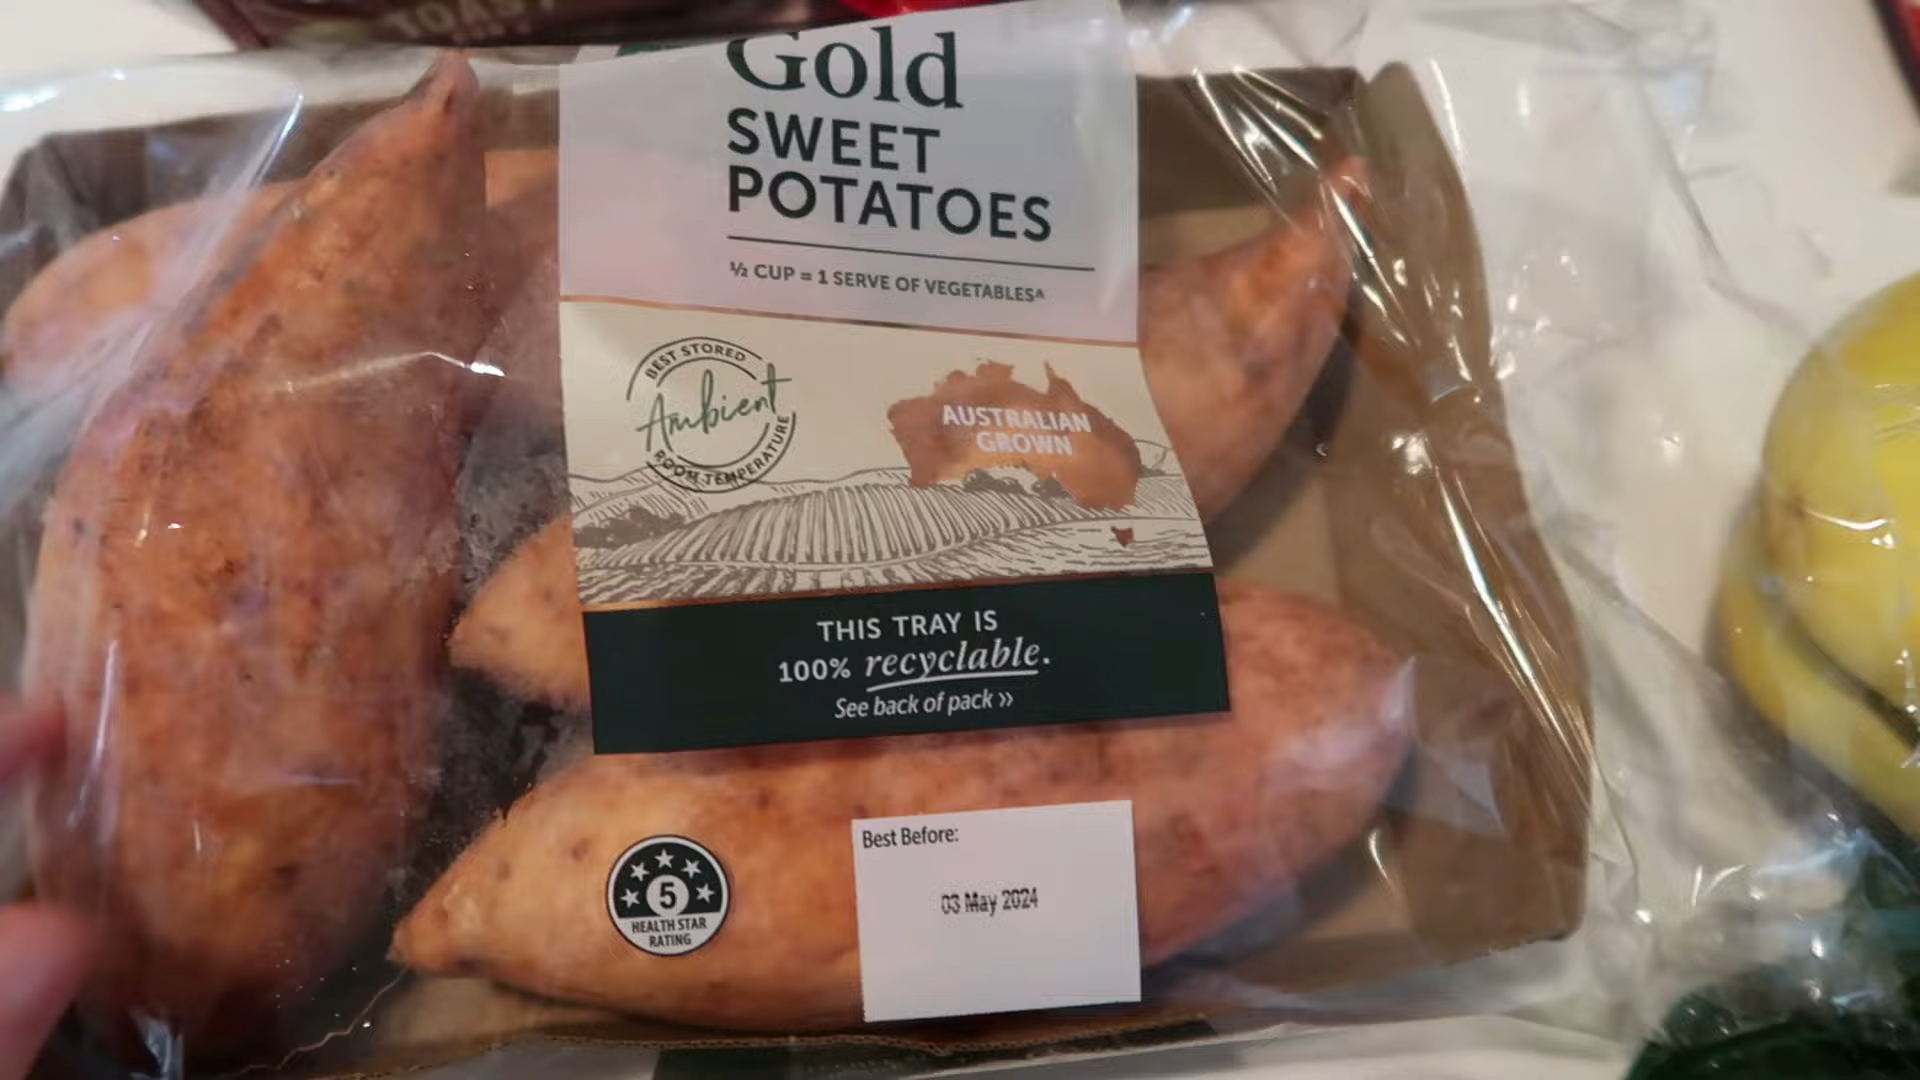 TOAST
Gold
SWEET
POTATOES
½ CUP = 1 SERVE OF VEGETABLES^
BEST STORED
Ambient
ROOM TEMPERATURE
AUSTRALIAN
GROWN
THIS TRAY IS
100% recyclable.
See back of pack »
5
HEALTH STAR
RATING
Best Before:
03 May 2024